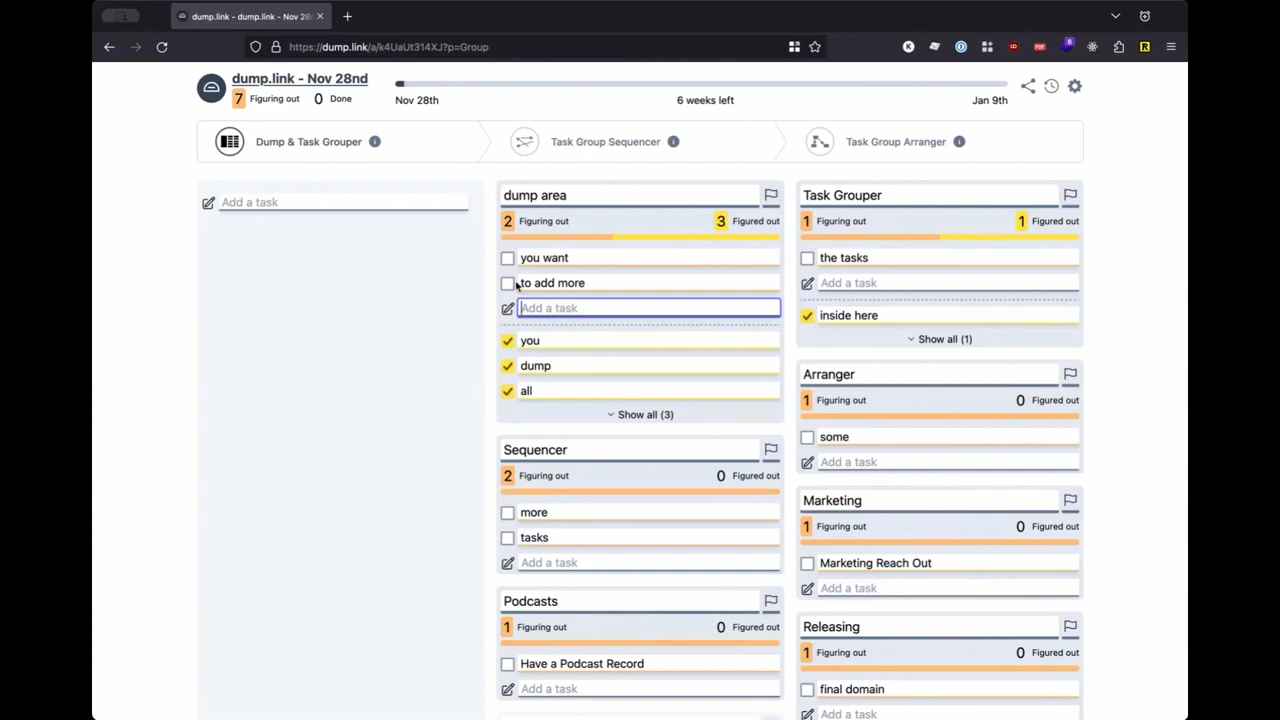 dump.link - dump.link - Nov 28
https://dump.link/a/k4UaUt314XJ?p=Group
6
dump.link - Nov 28nd
7 Figuring out 0 Done
Nov 28th 6 weeks left Jan 9th
Dump & Task Grouper
Task Group Sequencer
Task Group Arranger
Add a task
dump area
2 Figuring out 3 Figured out
you want
to add more
Add a task
you
dump
all
Show all (3)
Sequencer
2 Figuring out 0 Figured out
more
tasks
Add a task
Podcasts
1 Figuring out 0 Figured out
Have a Podcast Record
Add a task
Task Grouper
1 Figuring out 1 Figured out
the tasks
Add a task
inside here
Show all (1)
Arranger
1 Figuring out 0 Figured out
some
Add a task
Marketing
1 Figuring out 0 Figured out
Marketing Reach Out
Add a task
Releasing
1 Figuring out 0 Figured out
final domain
Add a task